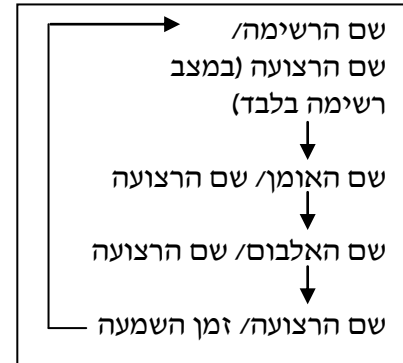 שם הרשימה/
שם הרצועה (במצב
רשימה בלבד)
שם האומן/ שם הרצועה
שם האלבום/ שם הרצועה
שם הרצועה/ זמן השמעה